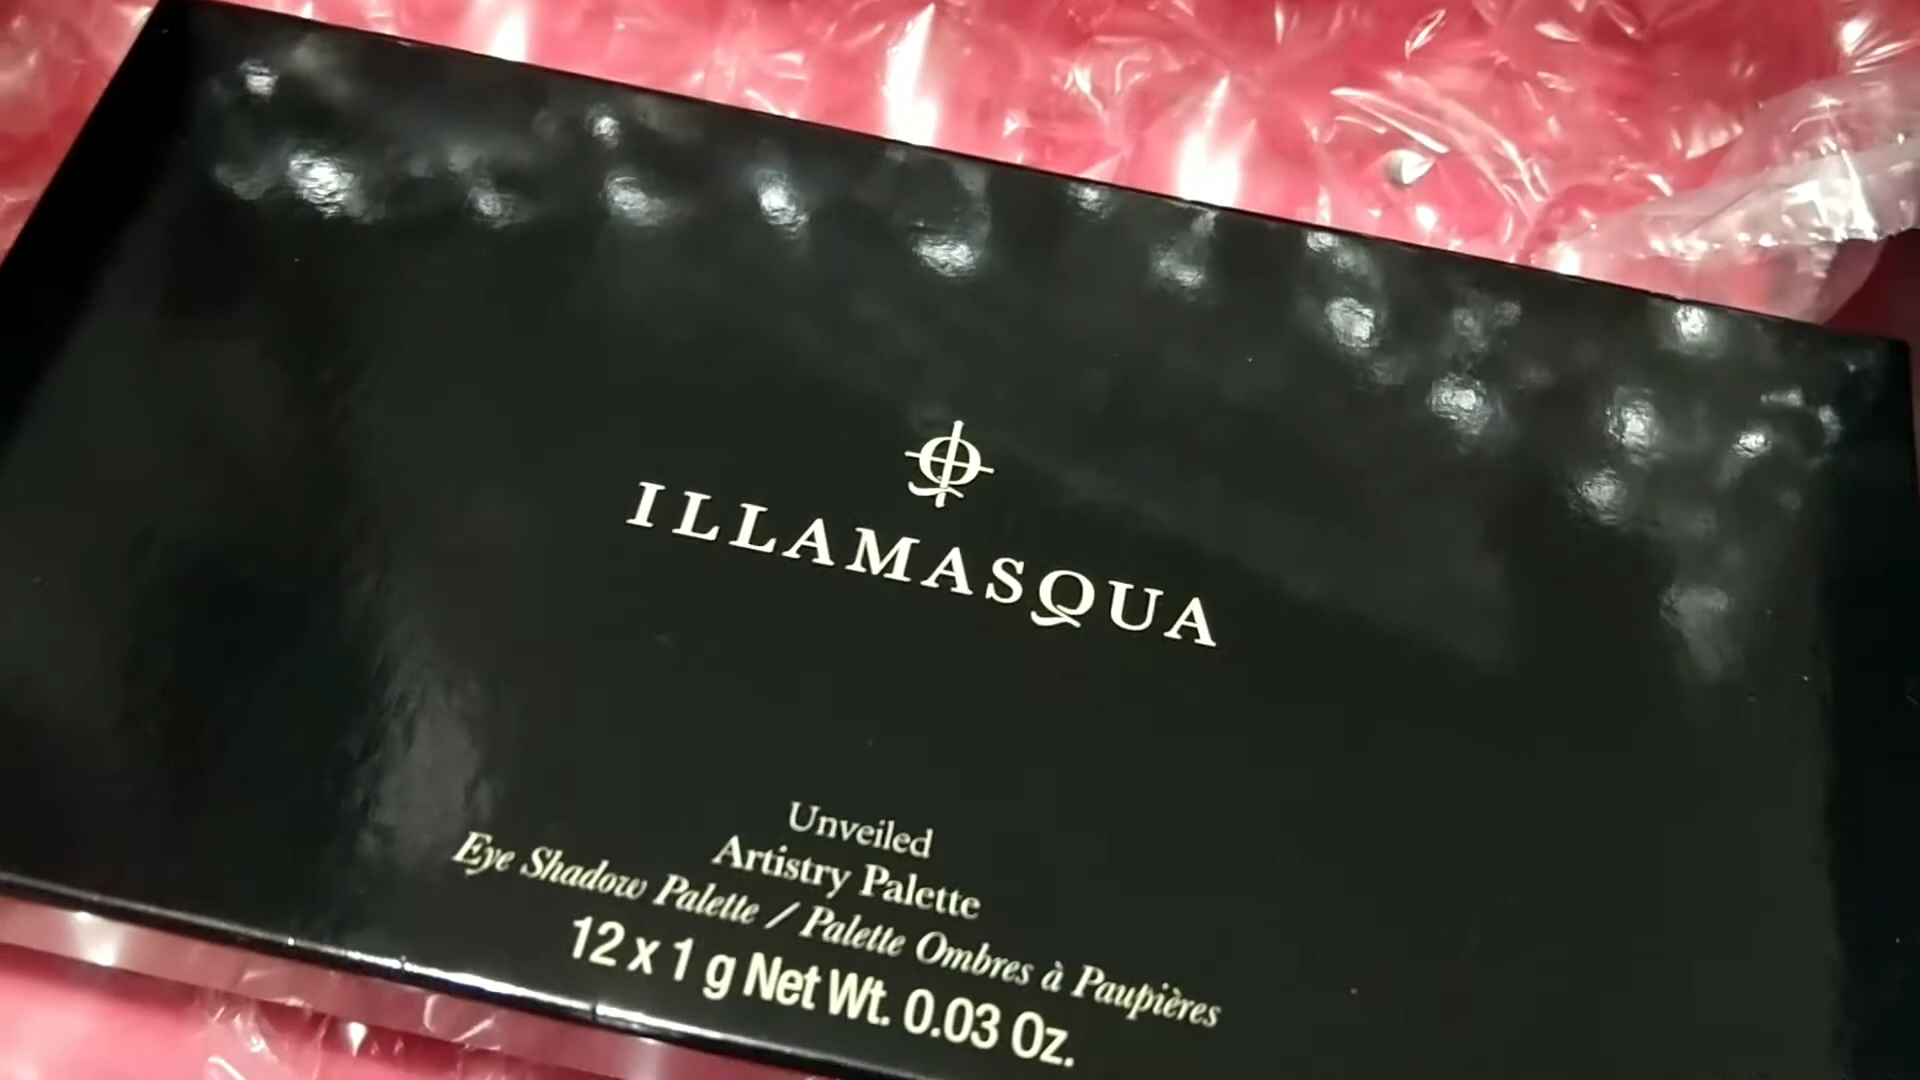 ILLAMASQUA
Unveiled
Artistry Palette
Eye Shadow Palette / Palette Ombres à Paupières
12 x 1 g Net Wt. 0.03 Oz.